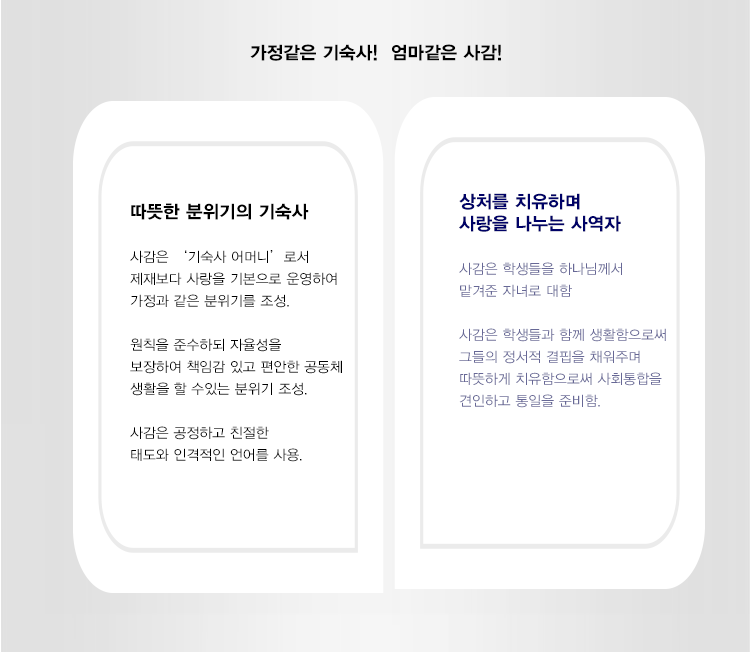 가정같은 기숙사! 엄마같은 사감!
따뜻한 분위기의 기숙사
사감은 ‘기숙사 어머니’로서
제재보다 사랑을 기본으로 운영하여
가정과 같은 분위기를 조성.
원칙을 준수하되 자율성을
보장하여 책임감 있고 편안한 공동체
생활을 할 수있는 분위기 조성.
사감은 공정하고 친절한
태도와 인격적인 언어를 사용.
상처를 치유하며
사랑을 나누는 사역자
사감은 학생들을 하나님께서
맡겨준 자녀로 대함
사감은 학생들과 함께 생활함으로써
그들의 정서적 결핍을 채워주며
따뜻하게 치유함으로써 사회통합을
견인하고 통일을 준비함.